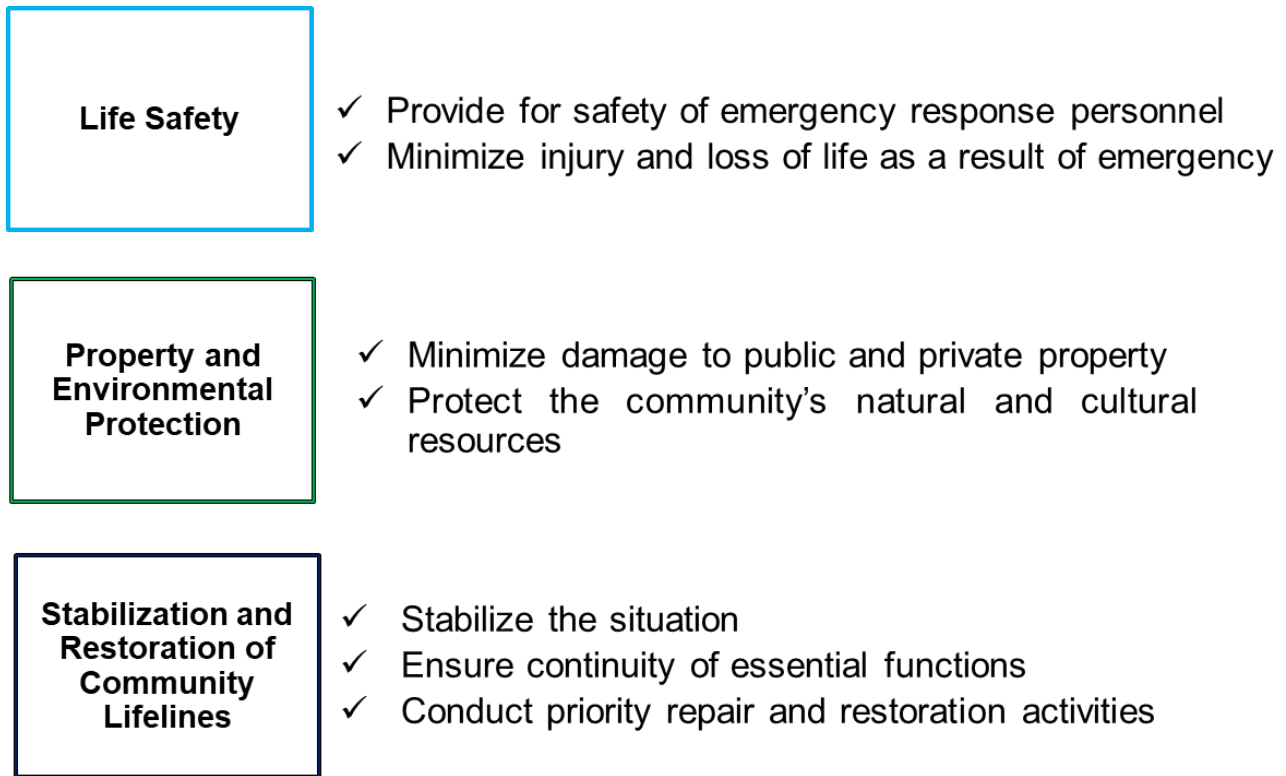 Life Safety
✓ Provide for safety of emergency response personnel
✓ Minimize injury and loss of life as a result of emergency
Property and
Environmental
Protection
✓ Minimize damage to public and private property
✓ Protect the community’s natural and cultural
resources
Stabilization and
Restoration of
Community
Lifelines
✓ Stabilize the situation
✓ Ensure continuity of essential functions
✓ Conduct priority repair and restoration activities